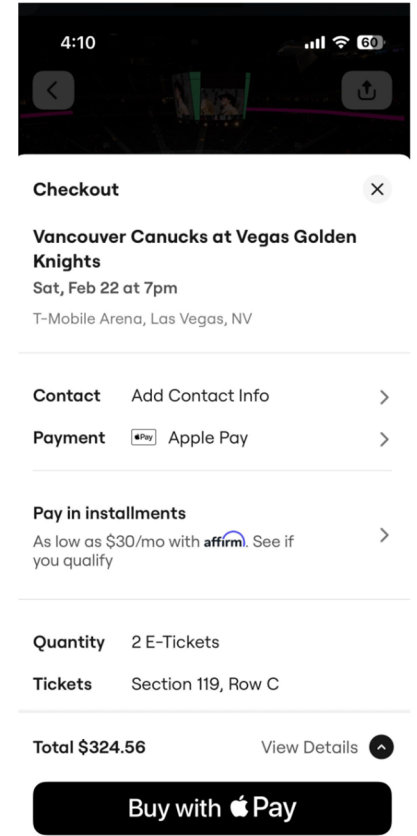 4:10
60
Checkout
Vancouver Canucks at Vegas Golden
Knights
Sat, Feb 22 at 7pm
T-Mobile Arena, Las Vegas, NV
Contact Add Contact Info
Payment Pay Apple Pay
Pay in installments
As low as $30/mo with affirm. See if
you qualify
Quantity 2 E-Tickets
Tickets Section 119, Row C
Total $324.56 View Details
Buy with Pay